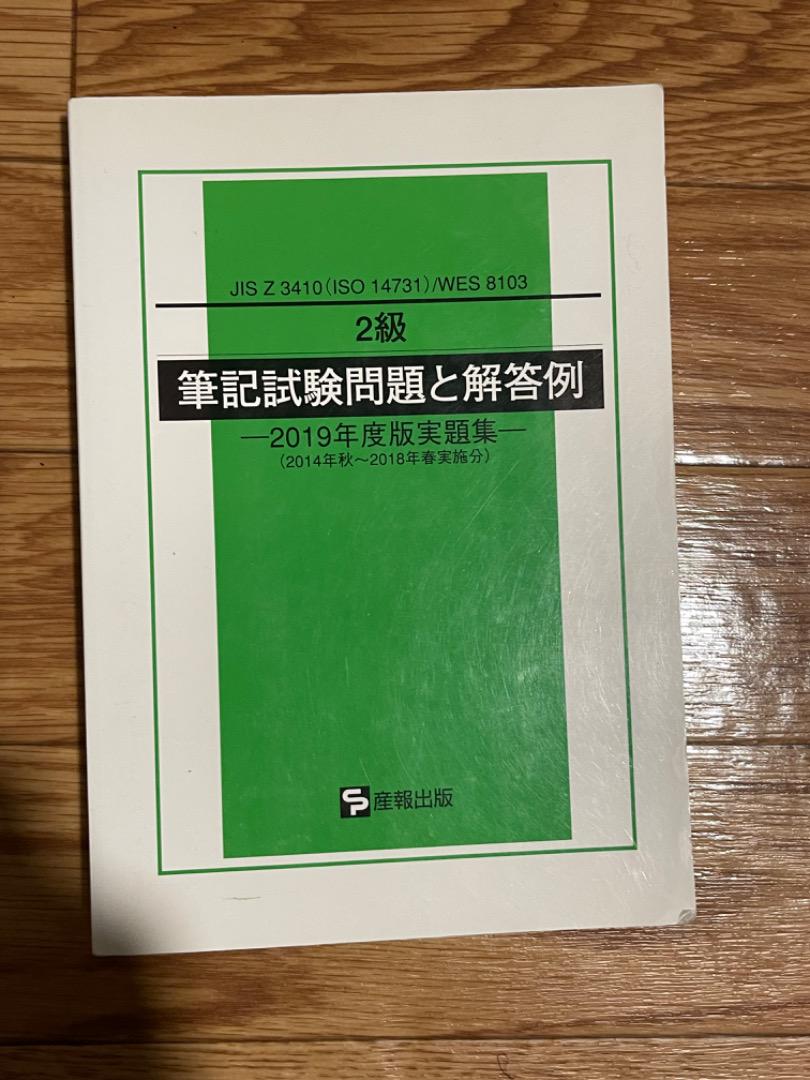 JIS Z 3410(ISO 14731)/WES 8103
2級
筆記試験問題と解答例
―2019年度版実題集―
(2014年秋〜2018年春実施分)
SP 産報出版